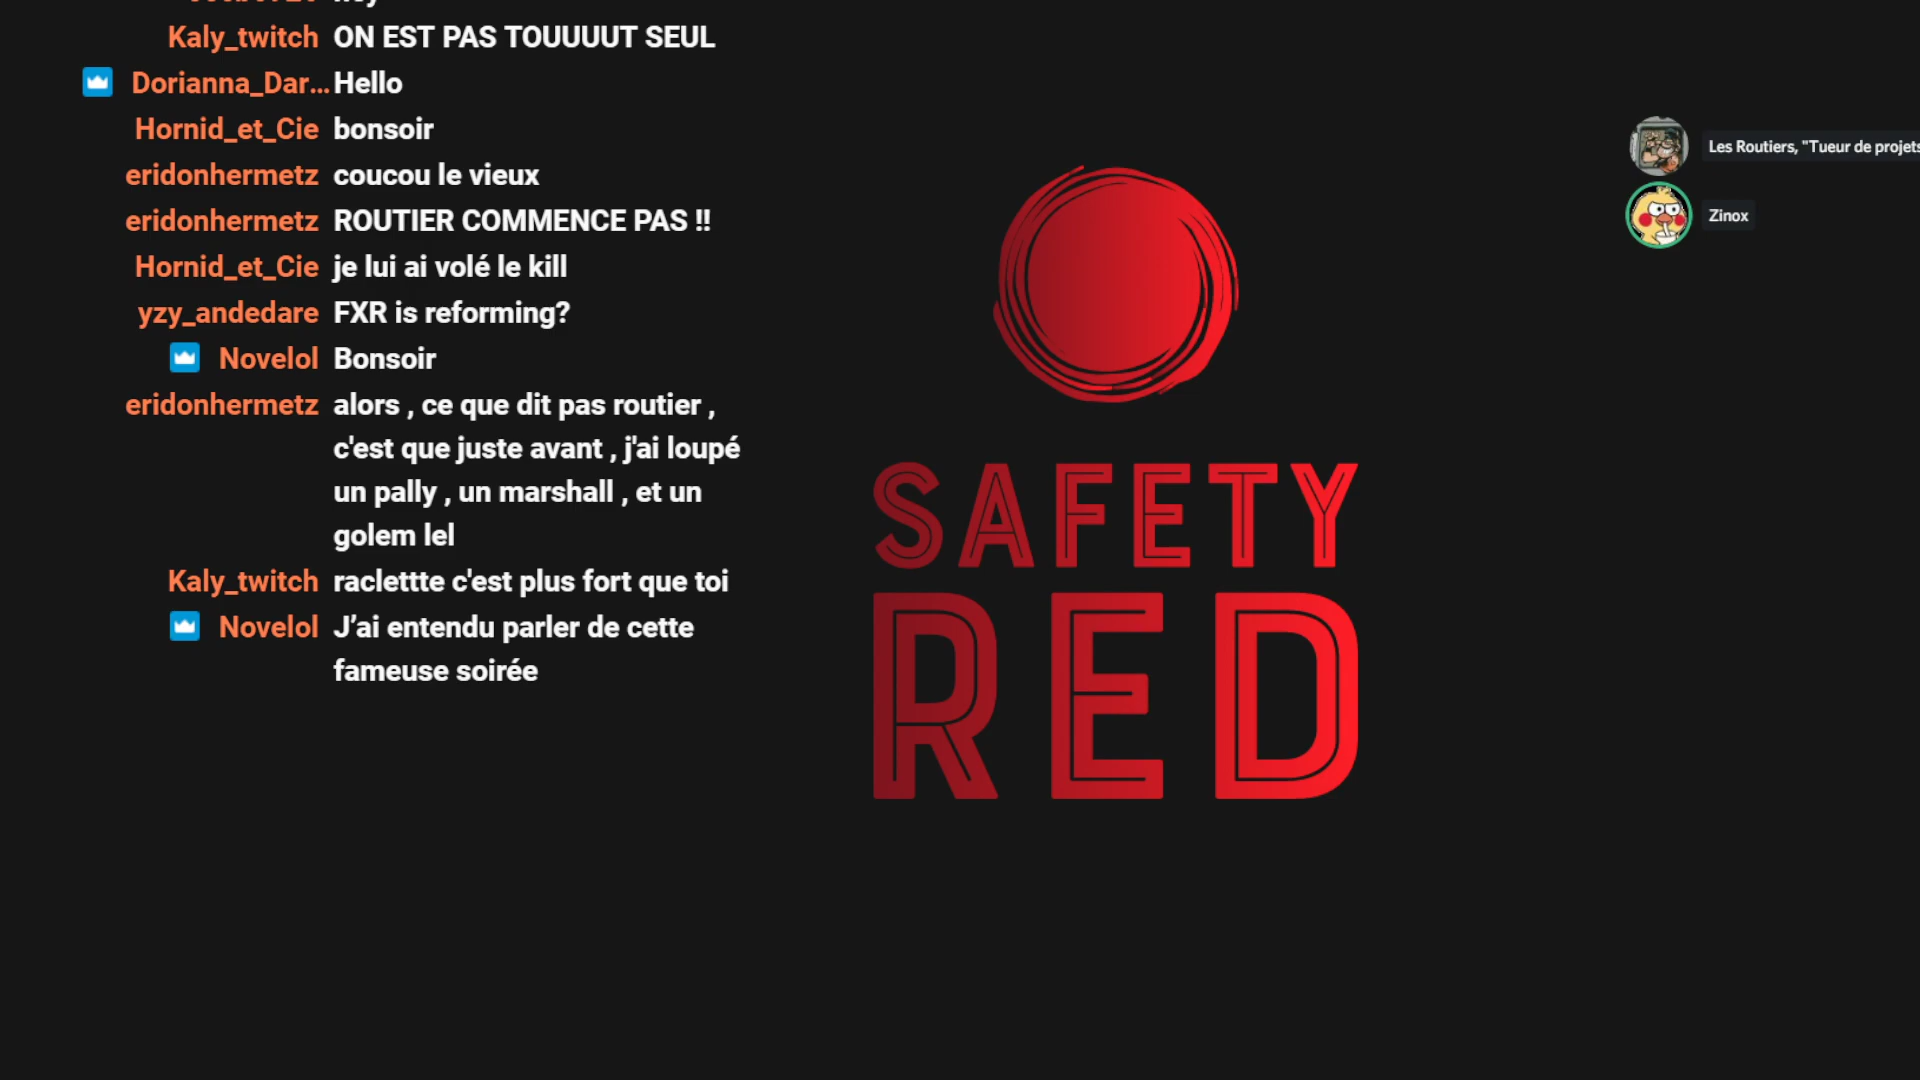 Kaly_twitch ON EST PAS TOUUUUT SEUL
Dorianna_Dar... Hello
Hornid_et_Cie bonsoir
eridonhermetz coucou le vieux
eridonhermetz ROUTIER COMMENCE PAS !!
Hornid_et_Cie je lui ai volé le kill
yzy_andedare FXR is reforming?
Novelol Bonsoir
eridonhermetz alors , ce que dit pas routier ,
c'est que juste avant , j'ai loupé
un pally , un marshall , et un
golem lel
Kaly_twitch raclettte c'est plus fort que toi
Novelol J’ai entendu parler de cette
fameuse soirée
SAFETY
RED
Les Routiers, "Tueur de projets
Zinox